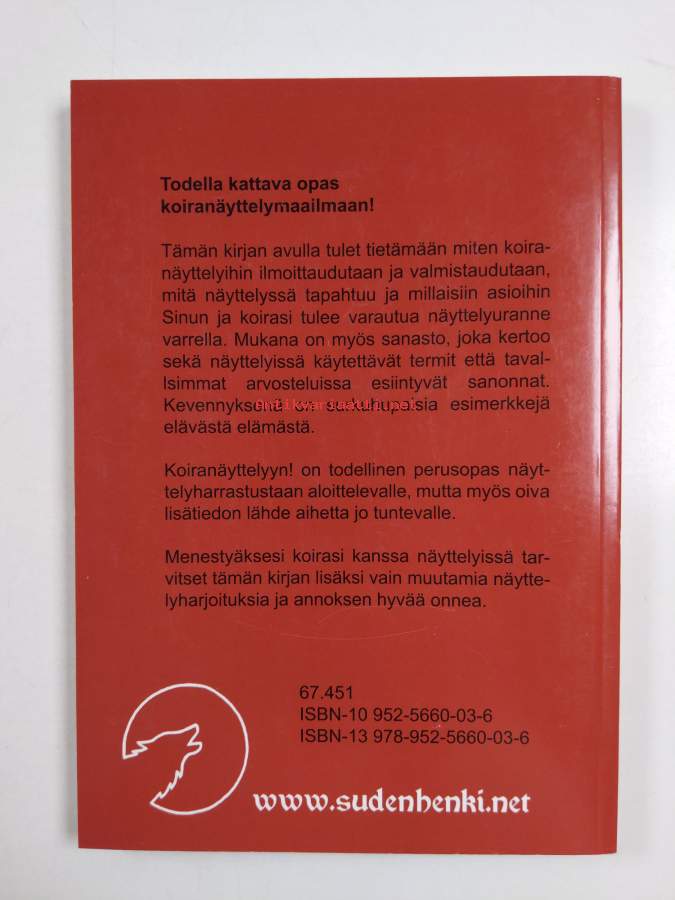 Todella kattava opas
koiranäyttelymaailmaan!
Tämän kirjan avulla tulet tietämään miten koira-
näyttelyihin ilmoittaudutaan ja valmistaudutaan,
mitä näyttelyssä tapahtuu ja millaisiin asioihin
Sinun ja koirasi tulee varautua näyttelyuranne
varrella. Mukana on myös sanasto, joka kertoo
sekä näyttelyissä käytettävät termit että taval-
lsimmat arvosteluissa esiintyvät sanonnat.
Kevennyksenä on suskuhupaisia esimerkkejä
elävästä elämästä.
Koiranäyttelyyn! on todellinen perusopas näyt-
telyharrastustaan aloittelevalle, mutta myös oiva
lisätiedon lähde aihetta jo tuntevalle.
Menestyäksesi koirasi kanssa näyttelyissä tar-
vitset tämän kirjan lisäksi vain muutamia näytte-
lyharjoituksia ja annoksen hyvää onnea.
67.451
ISBN-10 952-5660-03-6
ISBN-13 978-952-5660-03-6
www.sudenhenki.net